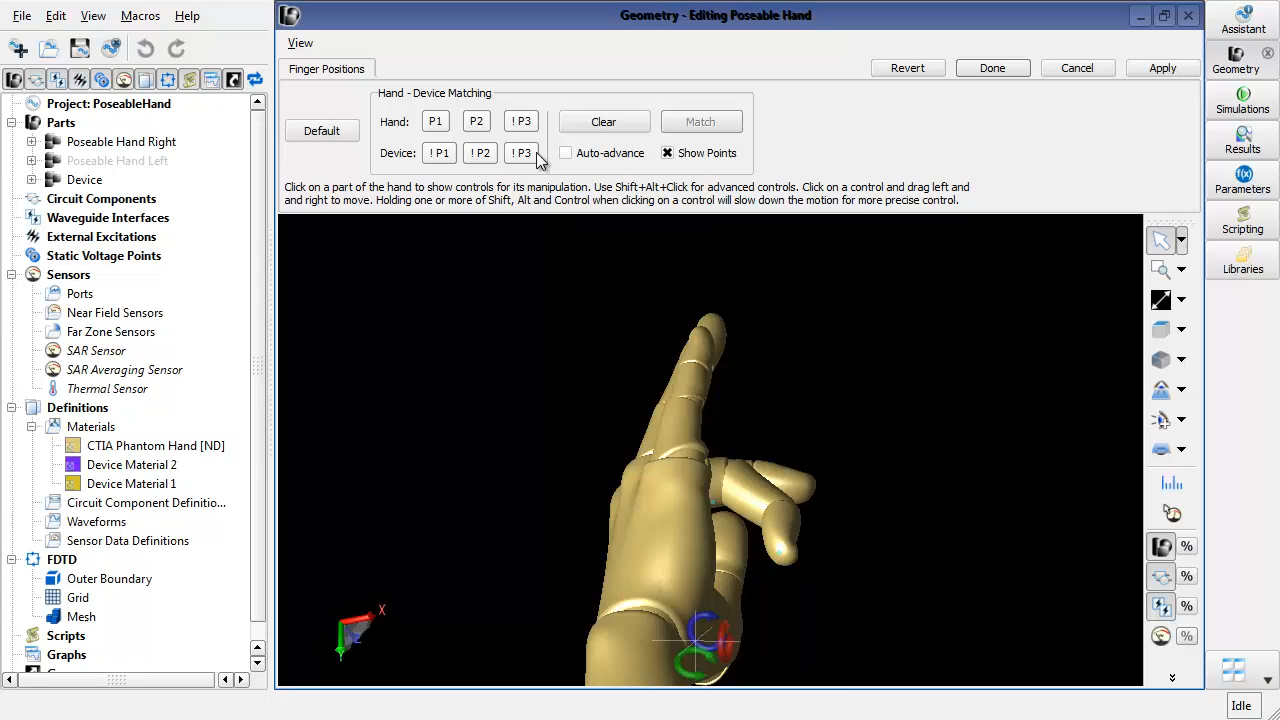 Geometry - Editing Poseable Hand
File Edit View Macros Help
View
Finger Positions
Revert Done Cancel Apply
Hand - Device Matching
Default
Hand: P1 P2 ! P3 Clear Match
Device: ! P1 ! P2 ! P3 Auto-advance Show Points
Click on a part of the hand to show controls for its manipulation. Use Shift+Alt+Click for advanced controls. Click on a control and drag left and
and right to move. Holding one or more of Shift, Alt and Control when clicking on a control will slow down the motion for more precise control.
Project: PoseableHand
Parts
Poseable Hand Right
Poseable Hand Left
Device
Circuit Components
Waveguide Interfaces
External Excitations
Static Voltage Points
Sensors
Ports
Near Field Sensors
Far Zone Sensors
SAR Sensor
SAR Averaging Sensor
Thermal Sensor
Definitions
Materials
CTIA Phantom Hand [ND]
Device Material 2
Device Material 1
Circuit Component Definitio...
Waveforms
Sensor Data Definitions
FDTD
Outer Boundary
Grid
Mesh
Scripts
Graphs
X
Y
Z
%
%
%
%
Assistant
Geometry
Simulations
Results
f(x)
Parameters
Scripting
Libraries
Idle